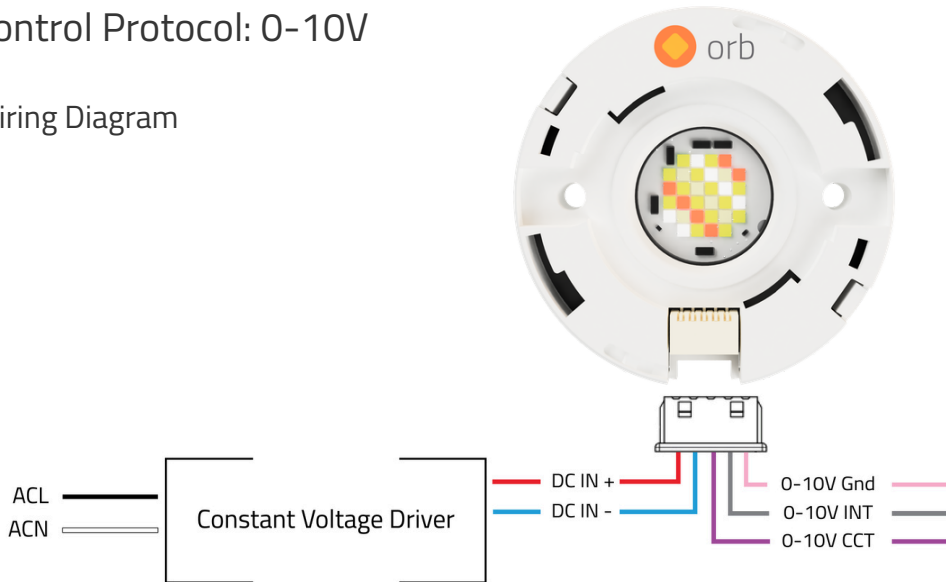 ontrol Protocol: 0-10V
orb
iring Diagram
DC IN +
0-10V Gnd
ACL
DC IN -
0-10V INT
ACN
Constant Voltage Driver
0-10V CCT